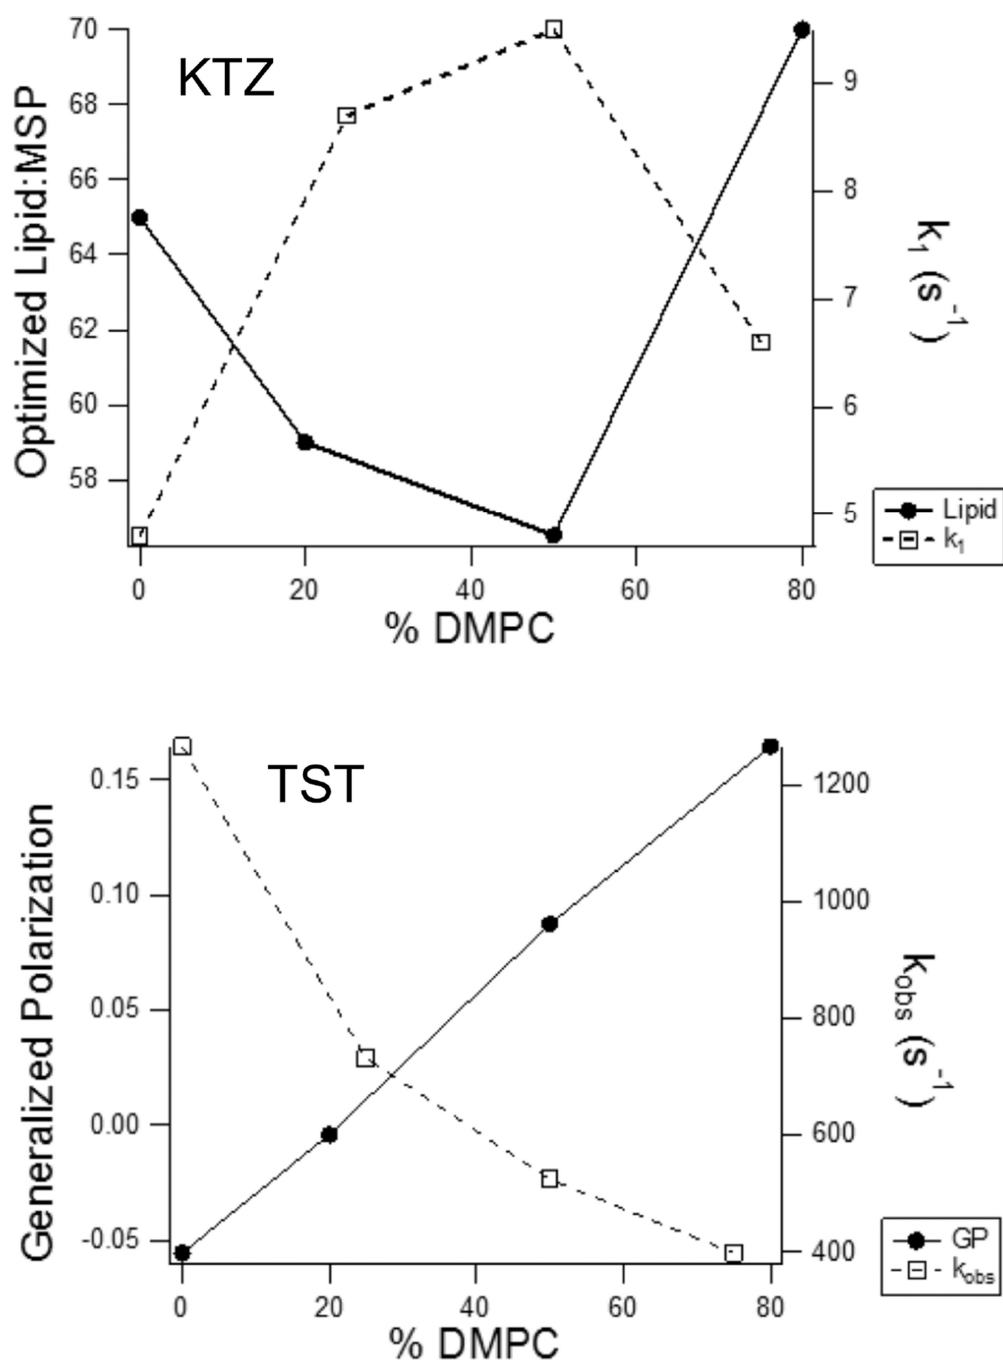 KTZ
Optimized Lipid:MSP
70
68
66
64
62
60
58
9
8
7
6
5
k₁ (s⁻¹)
Lipid
k₁
0
20
40
60
80
% DMPC
TST
Generalized Polarization
0.15
0.10
0.05
0.00
-0.05
1200
1000
800
600
400
kobs (s⁻¹)
GP
kobs
0
20
40
60
80
% DMPC